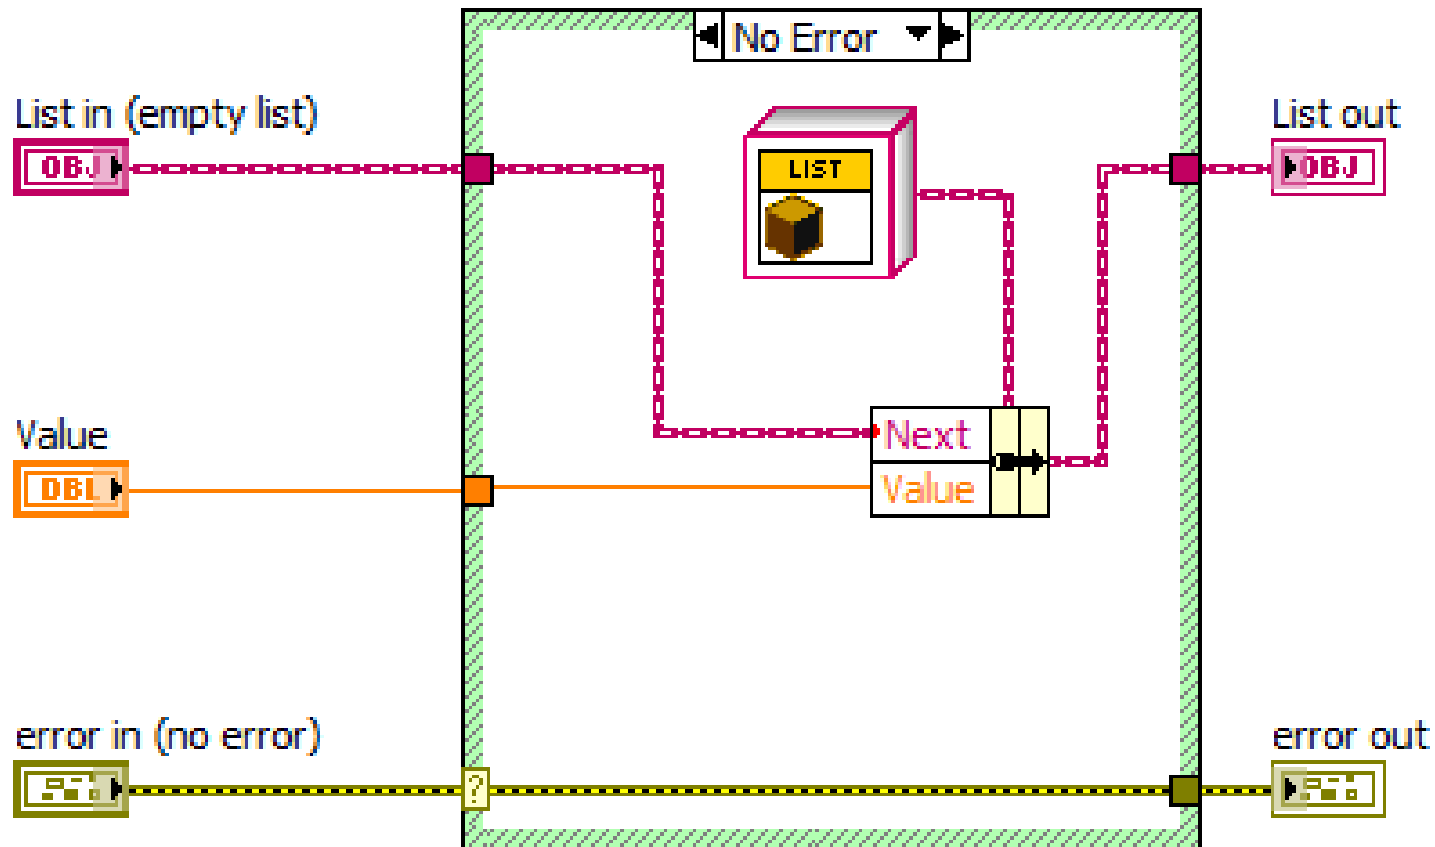 No Error
List in (empty list)
List out
OBJ
OBJ
LIST
Value
Next
DBL
Value
error in (no error)
error out
?